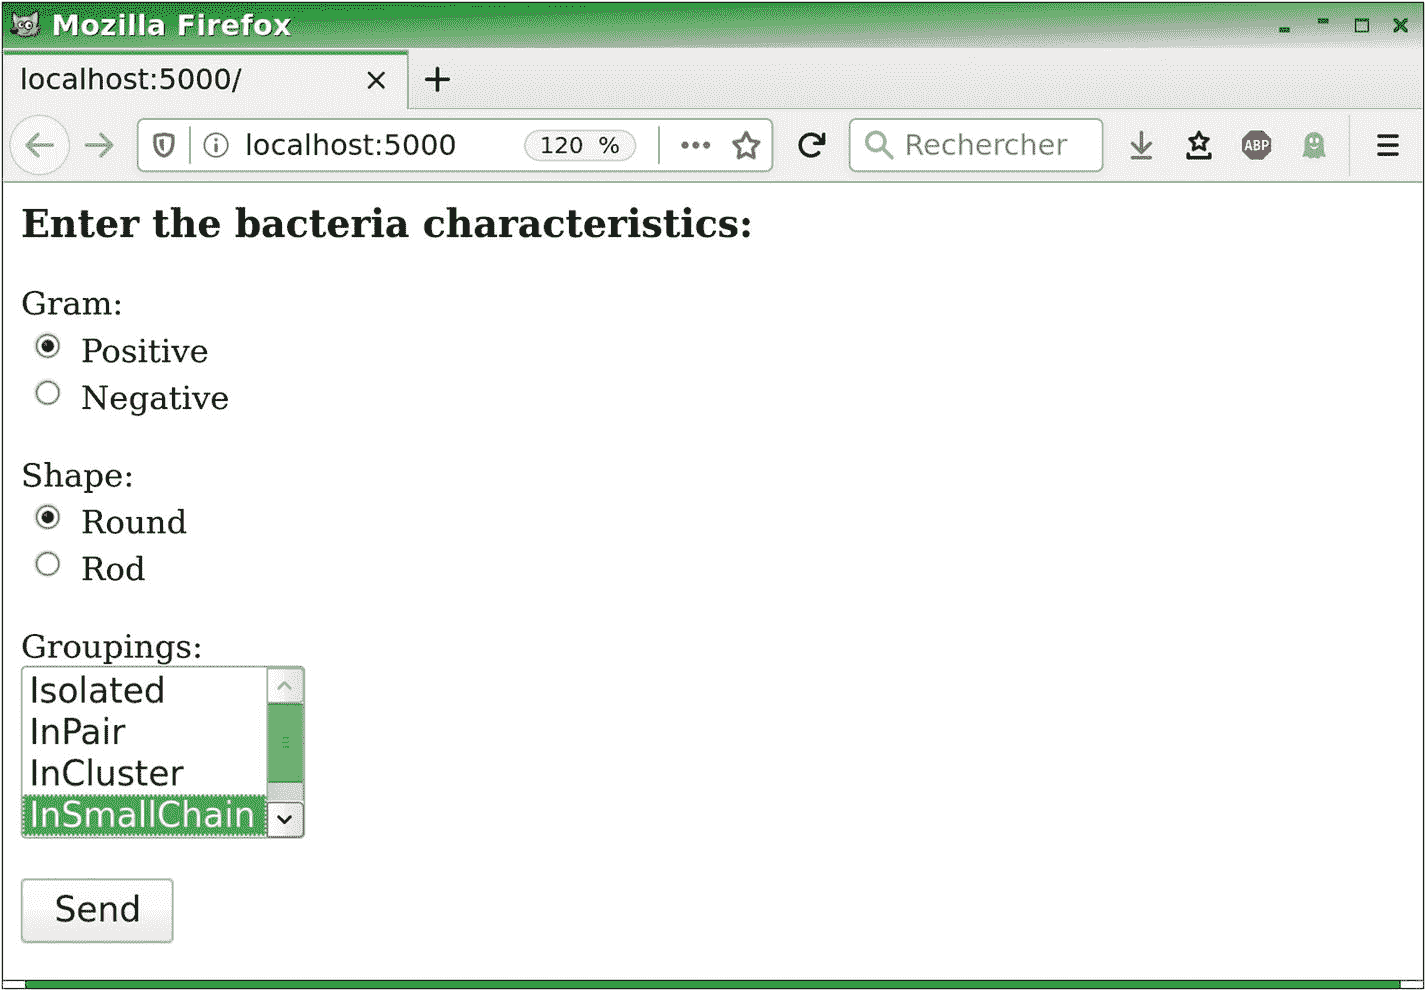 Mozilla Firefox
localhost:5000/
localhost:5000 120 % Rechercher ABP
Enter the bacteria characteristics:
Gram:
Positive
Negative
Shape:
Round
Rod
Groupings:
Isolated
InPair
InCluster
InSmallChain
Send